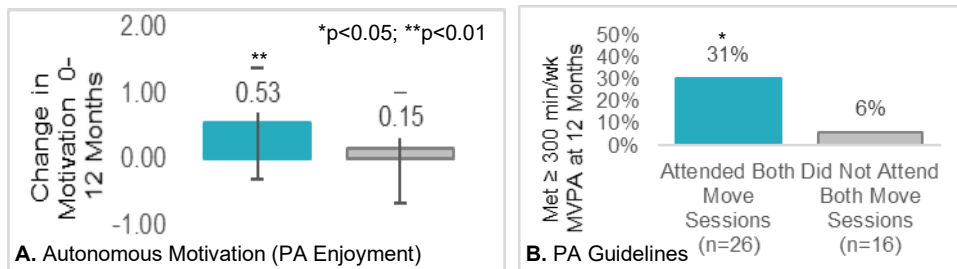 2.00
*p<0.05; **p<0.01
**
1.00
0.53
0.15
0.00
-1.00
Change in
Motivation 0-
12 Months
A. Autonomous Motivation (PA Enjoyment)
50%
40%
30%
20%
10%
0%
*
31%
6%
Met ≥ 300 min/wk
MVPA at 12 Months
Attended Both
Move
Sessions
(n=26)
Did Not Attend
Both Move
Sessions
(n=16)
B. PA Guidelines